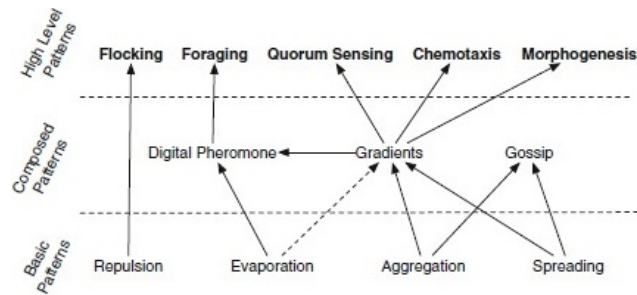 High Level
Patterns
Flocking Foraging Quorum Sensing Chemotaxis Morphogenesis
Composed
Patterns
Digital Pheromone Gradients Gossip
Basic
Patterns
Repulsion Evaporation Aggregation Spreading